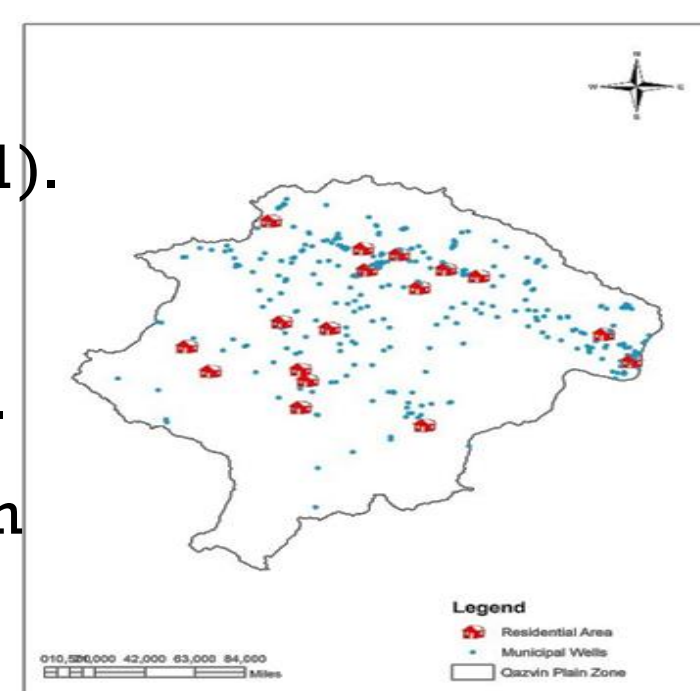 l).
.
n
N
W E
S
Legend
Residential Area
Municipal Wells
Qazvin Plain Zone
42,000 63,000 84,000
Miles